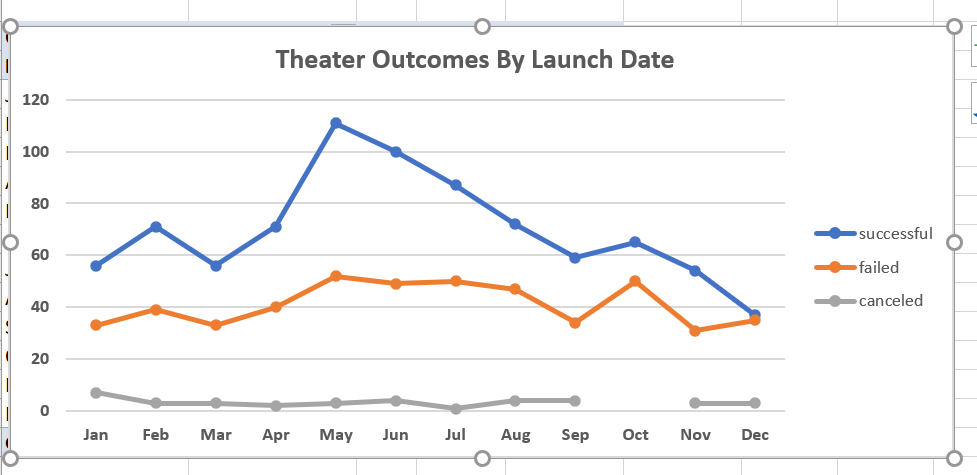 Theater Outcomes By Launch Date
120
100
80
60
40
20
0
Jan Feb Mar Apr May Jun Jul Aug Sep Oct Nov Dec
successful
failed
canceled